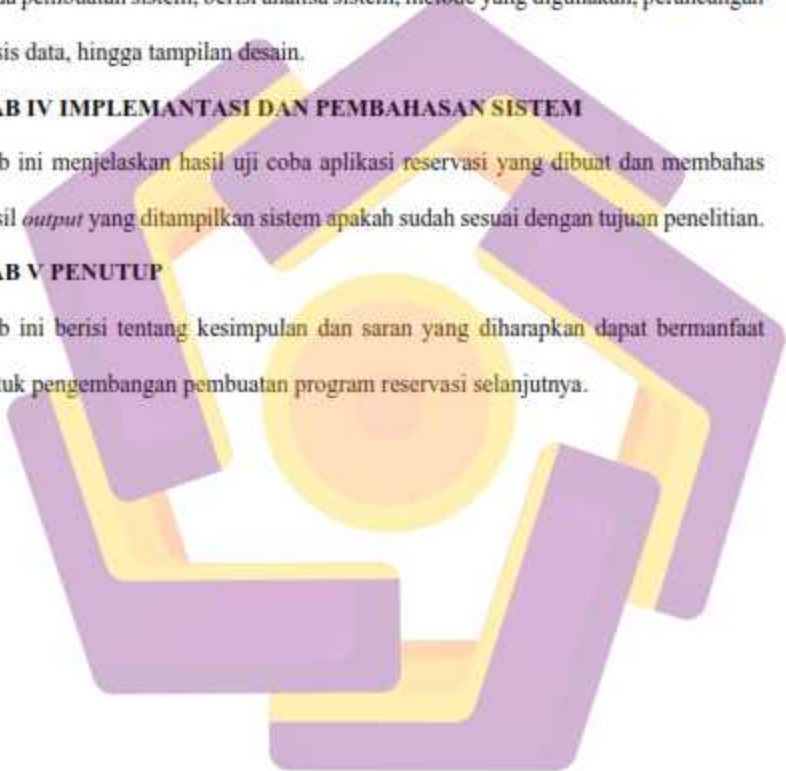 pembuatan sistem, berisi analisa sistem, metode yang digunakan, perancangan
sis data, hingga tampilan desain.
AB IV IMPLEMANTASI DAN PEMBAHASAN SISTEM
b ini menjelaskan hasil uji coba aplikasi reservasi yang dibuat dan membahas
sil output yang ditampilkan sistem apakah sudah sesuai dengan tujuan penelitian.
AB V PENUTUP
b ini berisi tentang kesimpulan dan saran yang diharapkan dapat bermanfaat
tuk pengembangan pembuatan program reservasi selanjutnya.